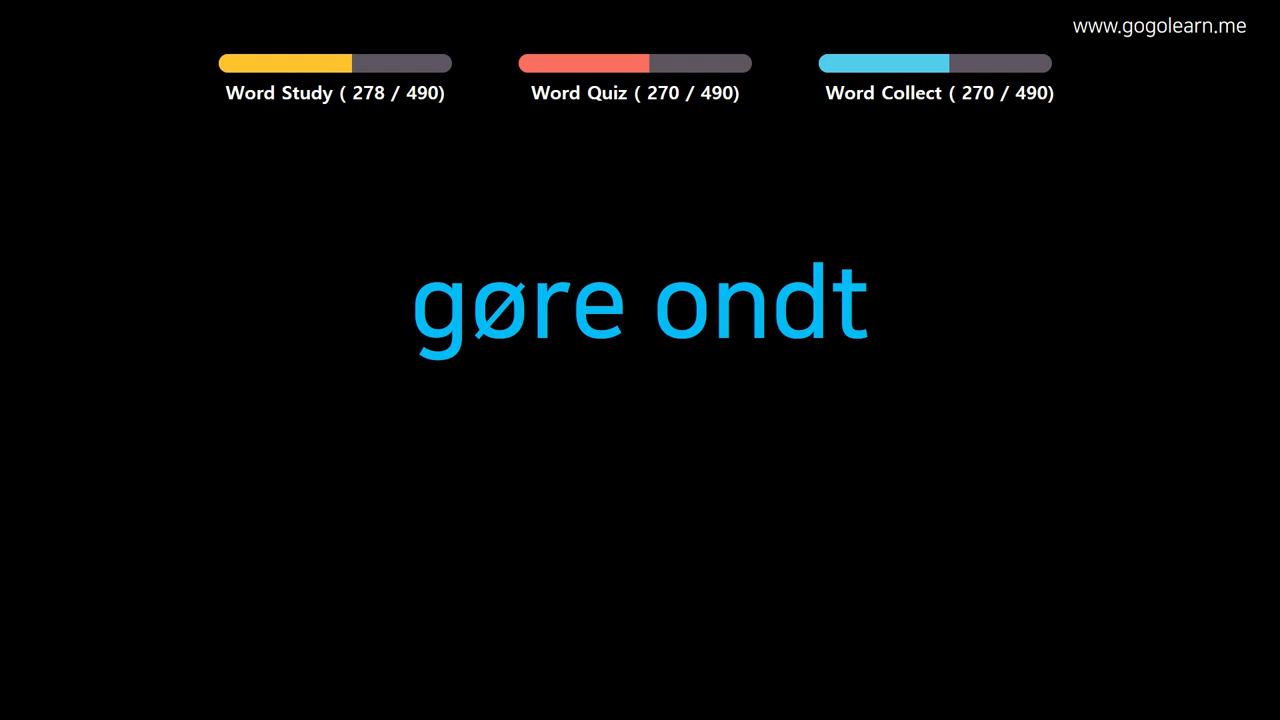 www.gogolearn.me
Word Study ( 278 / 490)
Word Quiz ( 270 / 490)
Word Collect ( 270 / 490)
gøre ondt